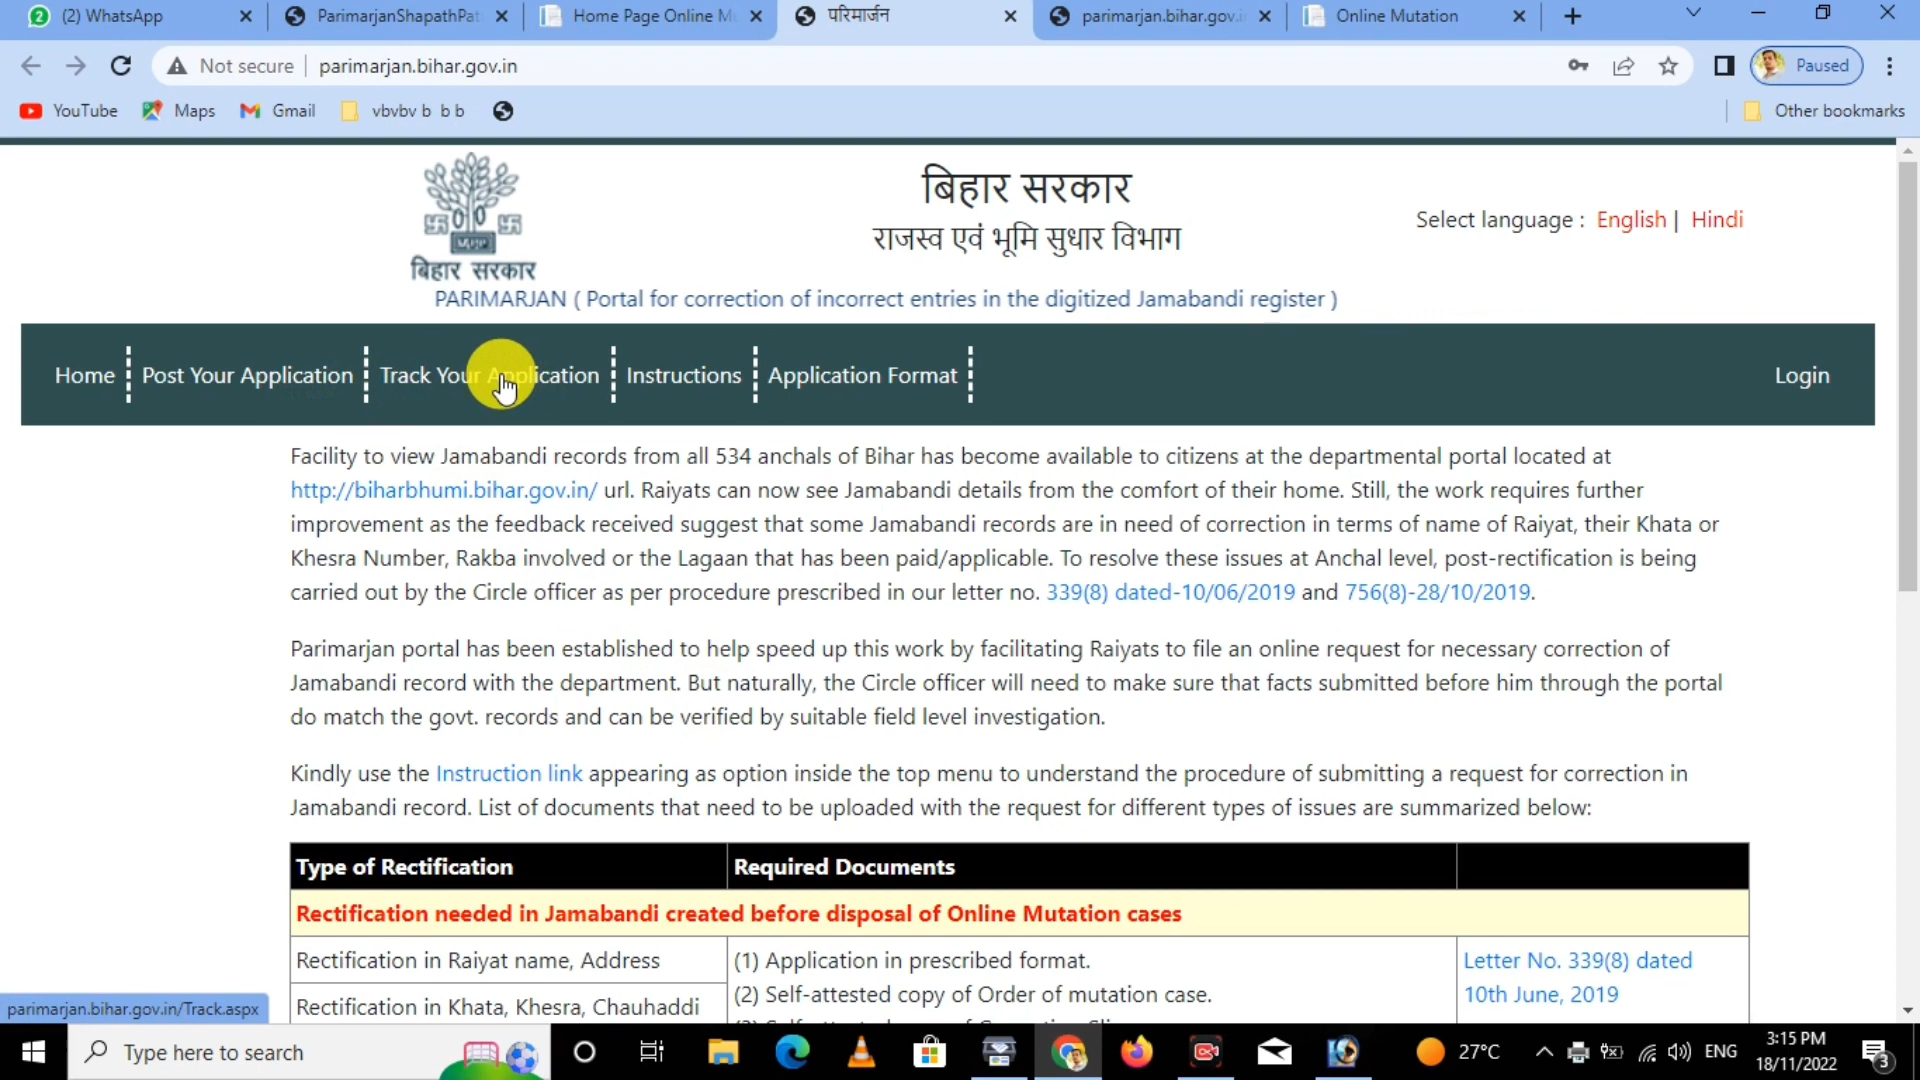 (2) WhatsApp
ParimarjanShapathPat
Home Page Online M
परिमार्जन
parimarjan.bihar.gov.i
Online Mutation
Not secure
parimarjan.bihar.gov.in
Paused
YouTube
Maps
Gmail
vbvbv b b b
Other bookmarks
बिहार सरकार
बिहार सरकार
राजस्व एवं भूमि सुधार विभाग
Select language : English | Hindi
PARIMARJAN ( Portal for correction of incorrect entries in the digitized Jamabandi register )
Home
Post Your Application
Track Your Application
Instructions
Application Format
Login
Facility to view Jamabandi records from all 534 anchals of Bihar has become available to citizens at the departmental portal located at
http://biharbhumi.bihar.gov.in/ url. Raiyats can now see Jamabandi details from the comfort of their home. Still, the work requires further
improvement as the feedback received suggest that some Jamabandi records are in need of correction in terms of name of Raiyat, their Khata or
Khesra Number, Rakba involved or the Lagaan that has been paid/applicable. To resolve these issues at Anchal level, post-rectification is being
carried out by the Circle officer as per procedure prescribed in our letter no. 339(8) dated-10/06/2019 and 756(8)-28/10/2019.
Parimarjan portal has been established to help speed up this work by facilitating Raiyats to file an online request for necessary correction of
Jamabandi record with the department. But naturally, the Circle officer will need to make sure that facts submitted before him through the portal
do match the govt. records and can be verified by suitable field level investigation.
Kindly use the Instruction link appearing as option inside the top menu to understand the procedure of submitting a request for correction in
Jamabandi record. List of documents that need to be uploaded with the request for different types of issues are summarized below:
Type of Rectification
Required Documents
Rectification needed in Jamabandi created before disposal of Online Mutation cases
Rectification in Raiyat name, Address
(1) Application in prescribed format.
Letter No. 339(8) dated
(2) Self-attested copy of Order of mutation case.
10th June, 2019
Rectification in Khata, Khesra, Chauhaddi
parimarjan.bihar.gov.in/Track.aspx
Type here to search
27°C
ENG
3:15 PM
18/11/2022
3